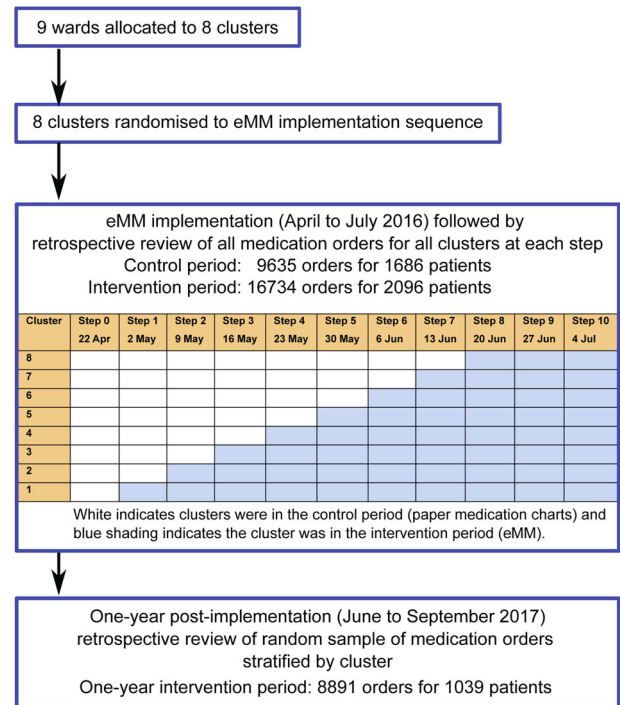 9 wards allocated to 8 clusters
8 clusters randomised to eMM implementation sequence
eMM implementation (April to July 2016) followed by
retrospective review of all medication orders for all clusters at each step
Control period: 9635 orders for 1686 patients
Intervention period: 16734 orders for 2096 patients
Cluster Step 0 Step 1 Step 2 Step 3 Step 4 Step 5 Step 6 Step 7 Step 8 Step 9 Step 10
22 Apr 2 May 9 May 16 May 23 May 30 May 6 Jun 13 Jun 20 Jun 27 Jun 4 Jul
8
7
6
5
4
3
2
1
White indicates clusters were in the control period (paper medication charts) and
blue shading indicates the cluster was in the intervention period (eMM).
One-year post-implementation (June to September 2017)
retrospective review of random sample of medication orders
stratified by cluster
One-year intervention period: 8891 orders for 1039 patients